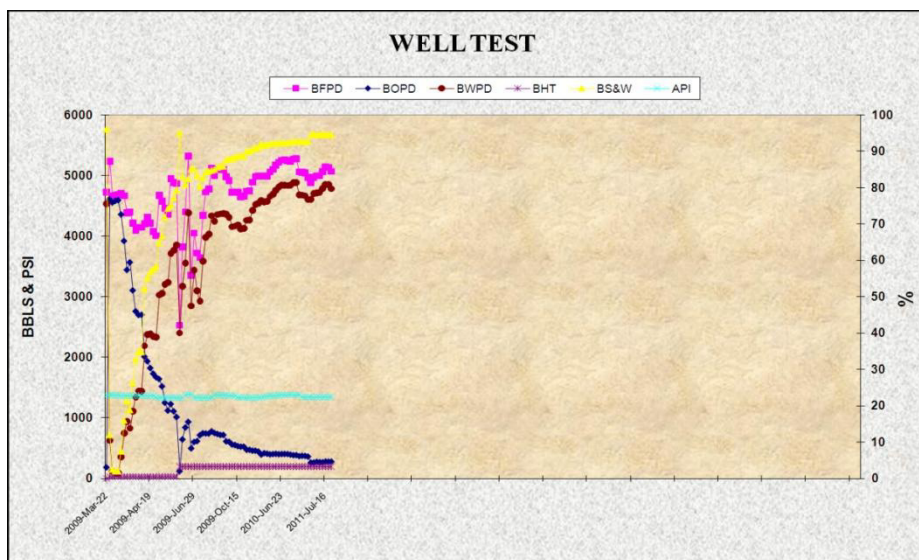 WELL TEST
BFPD BOPD BWPD BHT BS&W API
6000
5000
4000
3000
2000
1000
0
BBLS & PSI
100
90
80
70
60
50
40
30
20
10
0
%
2009-Mar-22
2009-Apr-19
2009-Jun-29
2009-Oct-15
2010-Jun-23
2011-Jul-16